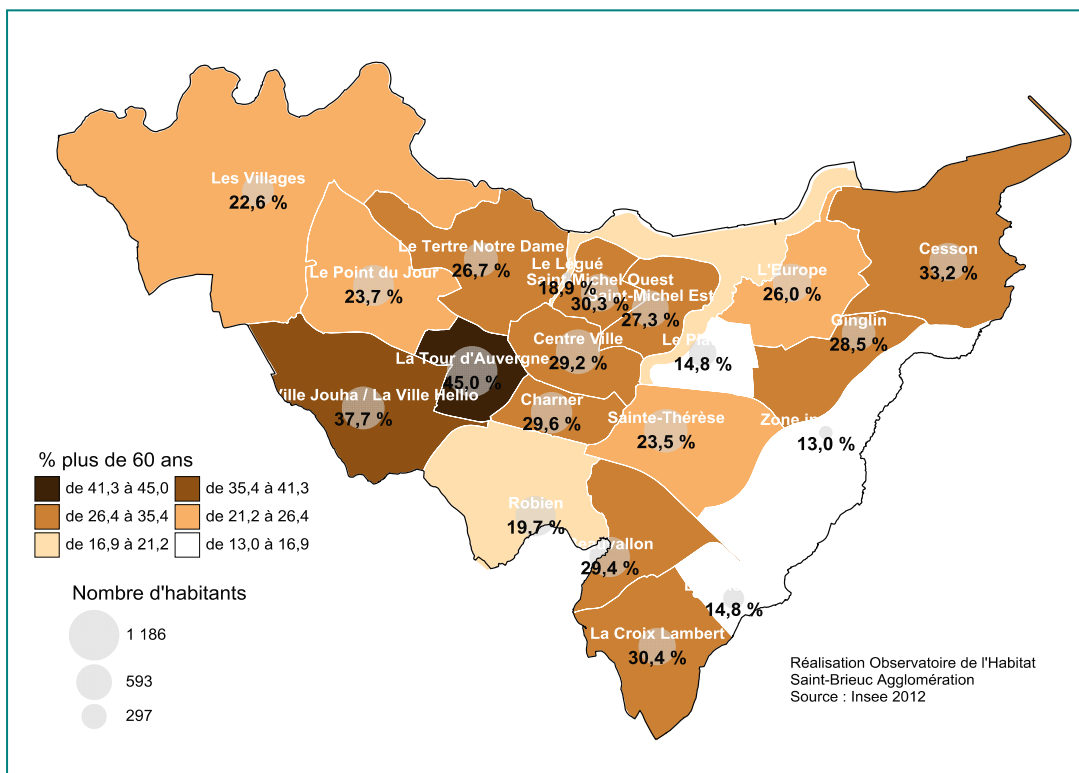 Les Villages
22,6 %
Le Point du Jour
23,7 %
Le Tertre Notre Dame
26,7 %
Le Légué
18,9 %
Saint Michel Ouest
30,3 %
Saint-Michel Est
27,3 %
L'Europe
26,0 %
Cesson
33,2 %
Ginglin
28,5 %
Centre Ville
29,2 %
Le
14,8 %
La Tour d'Auvergne
45,0 %
Ville Jouha / La Ville Hellio
37,7 %
Charner
29,6 %
Sainte-Thérèse
23,5 %
Zone
13,0 %
Robien
19,7 %
29,4 %
14,8 %
La Croix Lambert
30,4 %
% plus de 60 ans
de 41,3 à 45,0
de 35,4 à 41,3
de 26,4 à 35,4
de 21,2 à 26,4
de 16,9 à 21,2
de 13,0 à 16,9
Nombre d'habitants
1 186
593
297
Réalisation Observatoire de l'Habitat
Saint-Brieuc Agglomération
Source : Insee 2012